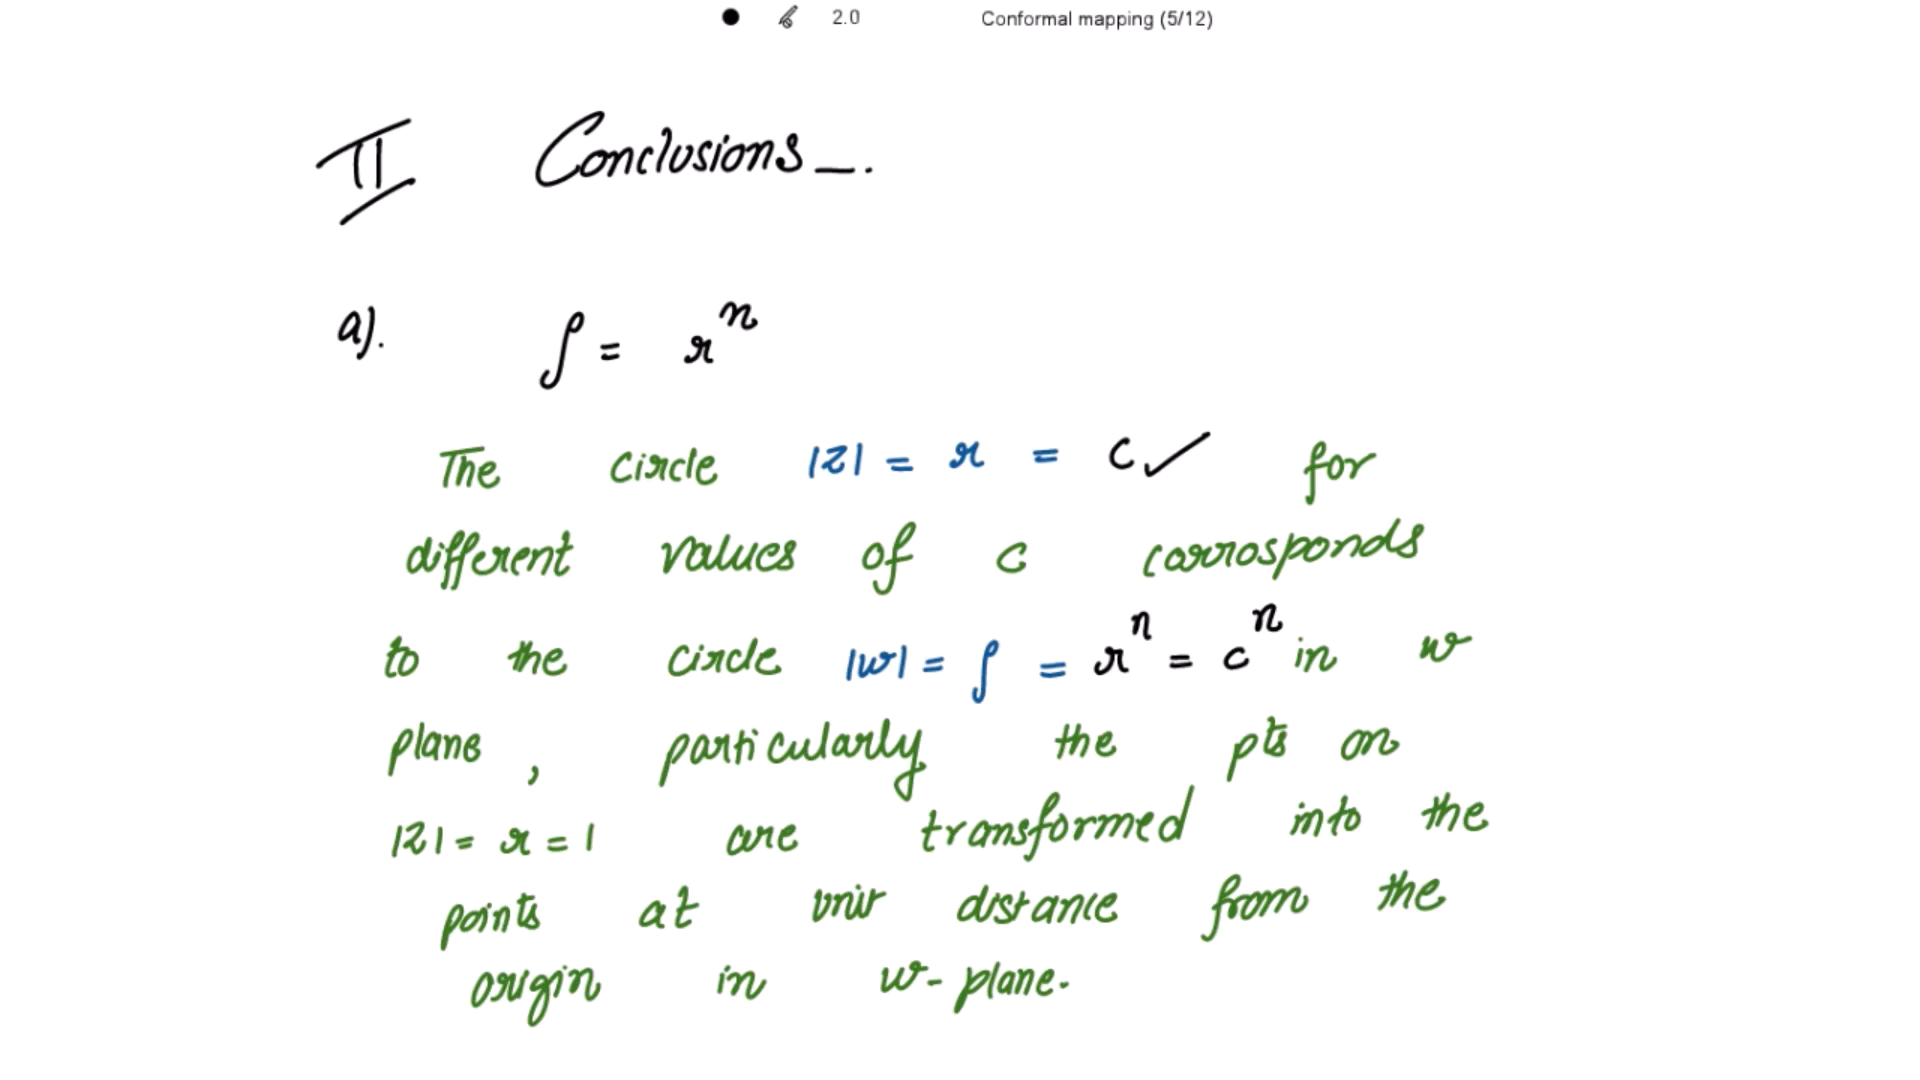 2.0 Conformal mapping (5/12)
II Conclusions –.
a). ρ = r^n
The circle |z| = r = c ✓ for
different values of c corrosponds
to the circle |w| = ρ = r^n = c^n in w
plane , particularly the pts on
|z| = r = 1 are transformed into the
points at unit distance from the
origin in w-plane.